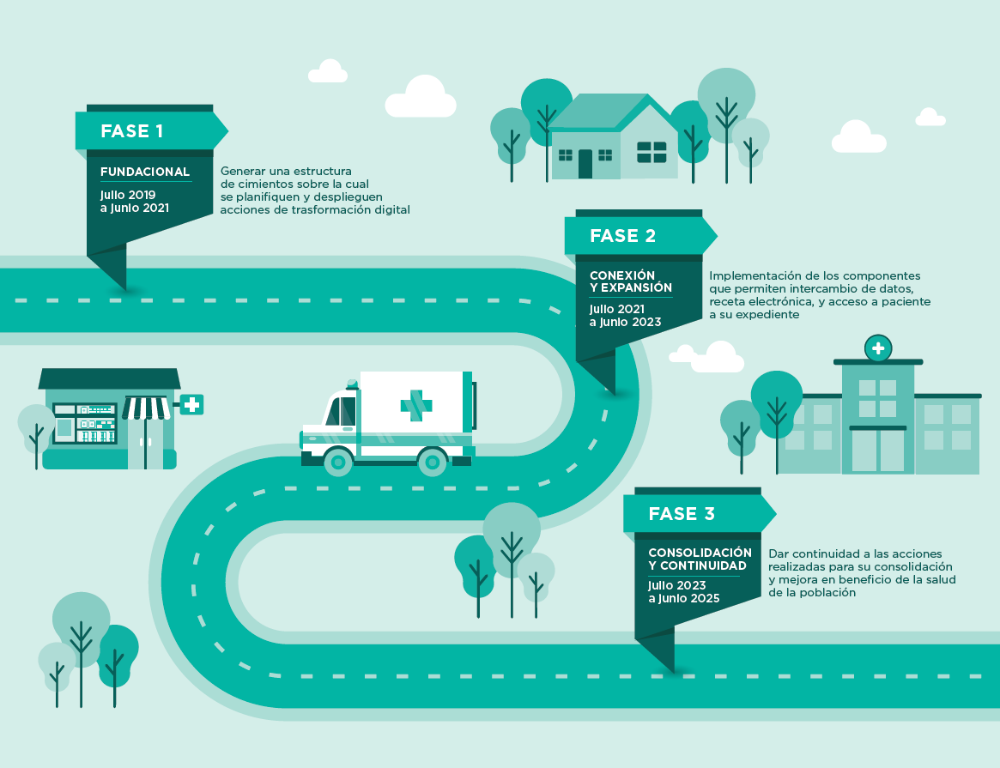 FASE 1
FUNDACIONAL
Julio 2019
a Junio 2021
Generar una estructura
de cimientos sobre la cual
se planifiquen y desplieguen
acciones de trasformación digital
FASE 2
CONEXIÓN
Y EXPANSIÓN
Julio 2021
a Junio 2023
Implementación de los componentes
que permiten intercambio de datos,
receta electrónica, y acceso a paciente
a su expediente
FASE 3
CONSOLIDACIÓN
Y CONTINUIDAD
Julio 2023
a Junio 2025
Dar continuidad a las acciones
realizadas para su consolidación
y mejora en beneficio de la salud
de la población